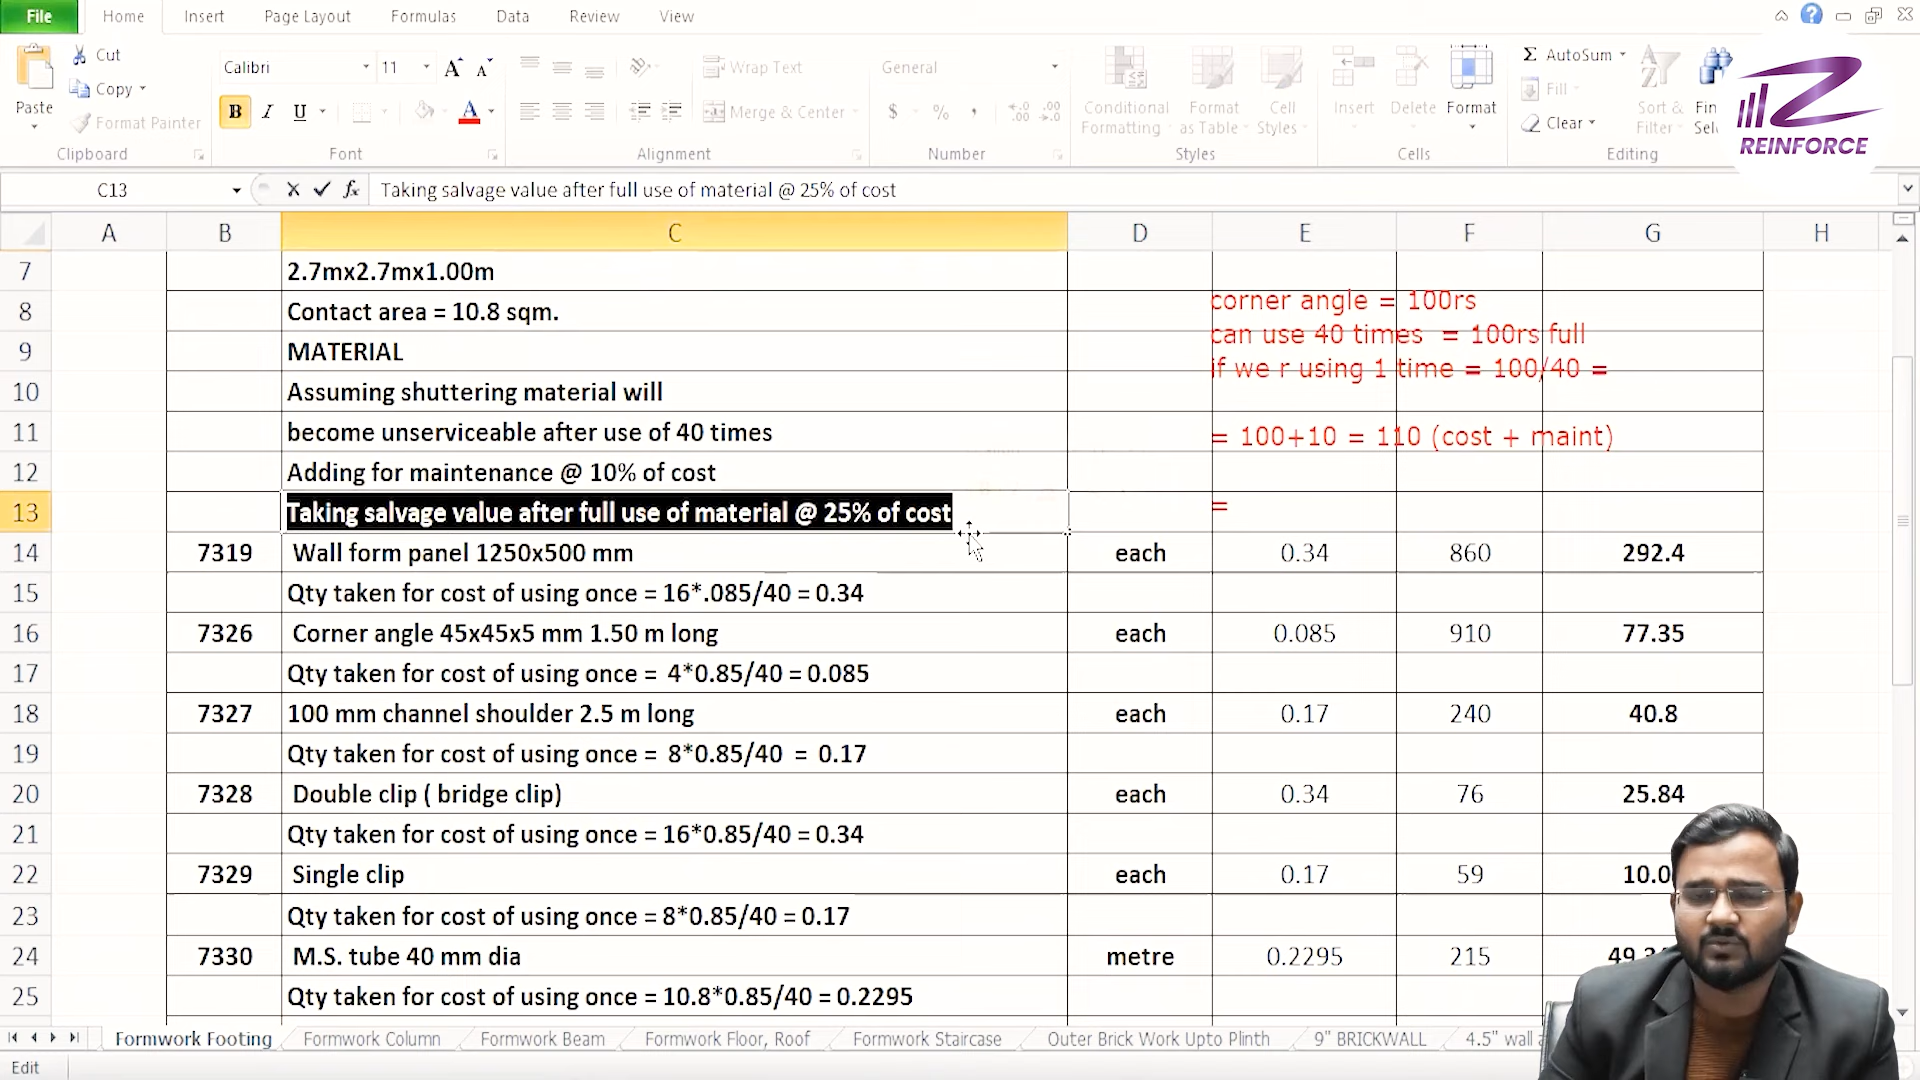 File Home Insert Page Layout Formulas Data Review View
Paste Cut Copy Format Painter Clipboard
Calibri 11 B I U Font
Wrap Text Merge & Center Alignment
General $ % , Number
Conditional Formatting Format as Table Cell Styles Styles
Insert Delete Format Cells
AutoSum Fill Clear Sort & Filter Editing
REINFORCE
C13 fx Taking salvage value after full use of material @ 25% of cost
A B C D E F G H
7 2.7mx2.7mx1.00m
8 Contact area = 10.8 sqm. corner angle = 100rs
9 MATERIAL can use 40 times = 100rs full
if we r using 1 time = 100/40 =
10 Assuming shuttering material will
11 become unserviceable after use of 40 times = 100+10 = 110 (cost + maint)
12 Adding for maintenance @ 10% of cost
13 Taking salvage value after full use of material @ 25% of cost =
14 7319 Wall form panel 1250x500 mm each 0.34 860 292.4
15 Qty taken for cost of using once = 16*.085/40 = 0.34
16 7326 Corner angle 45x45x5 mm 1.50 m long each 0.085 910 77.35
17 Qty taken for cost of using once = 4*0.85/40 = 0.085
18 7327 100 mm channel shoulder 2.5 m long each 0.17 240 40.8
19 Qty taken for cost of using once = 8*0.85/40 = 0.17
20 7328 Double clip ( bridge clip) each 0.34 76 25.84
21 Qty taken for cost of using once = 16*0.85/40 = 0.34
22 7329 Single clip each 0.17 59 10.0
23 Qty taken for cost of using once = 8*0.85/40 = 0.17
24 7330 M.S. tube 40 mm dia metre 0.2295 215
25 Qty taken for cost of using once = 10.8*0.85/40 = 0.2295
Formwork Footing Formwork Column Formwork Beam Formwork Floor, Roof Formwork Staircase Outer Brick Work Upto Plinth 9" BRICKWALL 4.5" wall
Edit